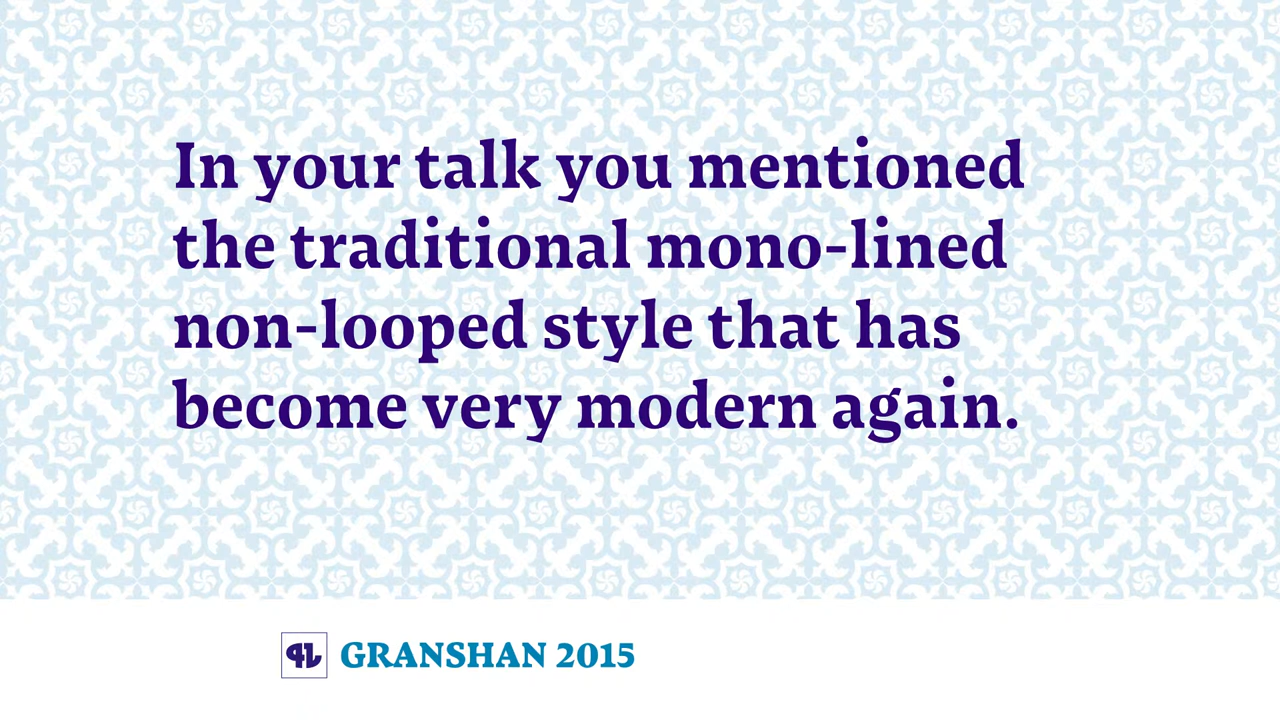 In your talk you mentioned
the traditional mono-lined
non-looped style that has
become very modern again.
GRANSHAN 2015